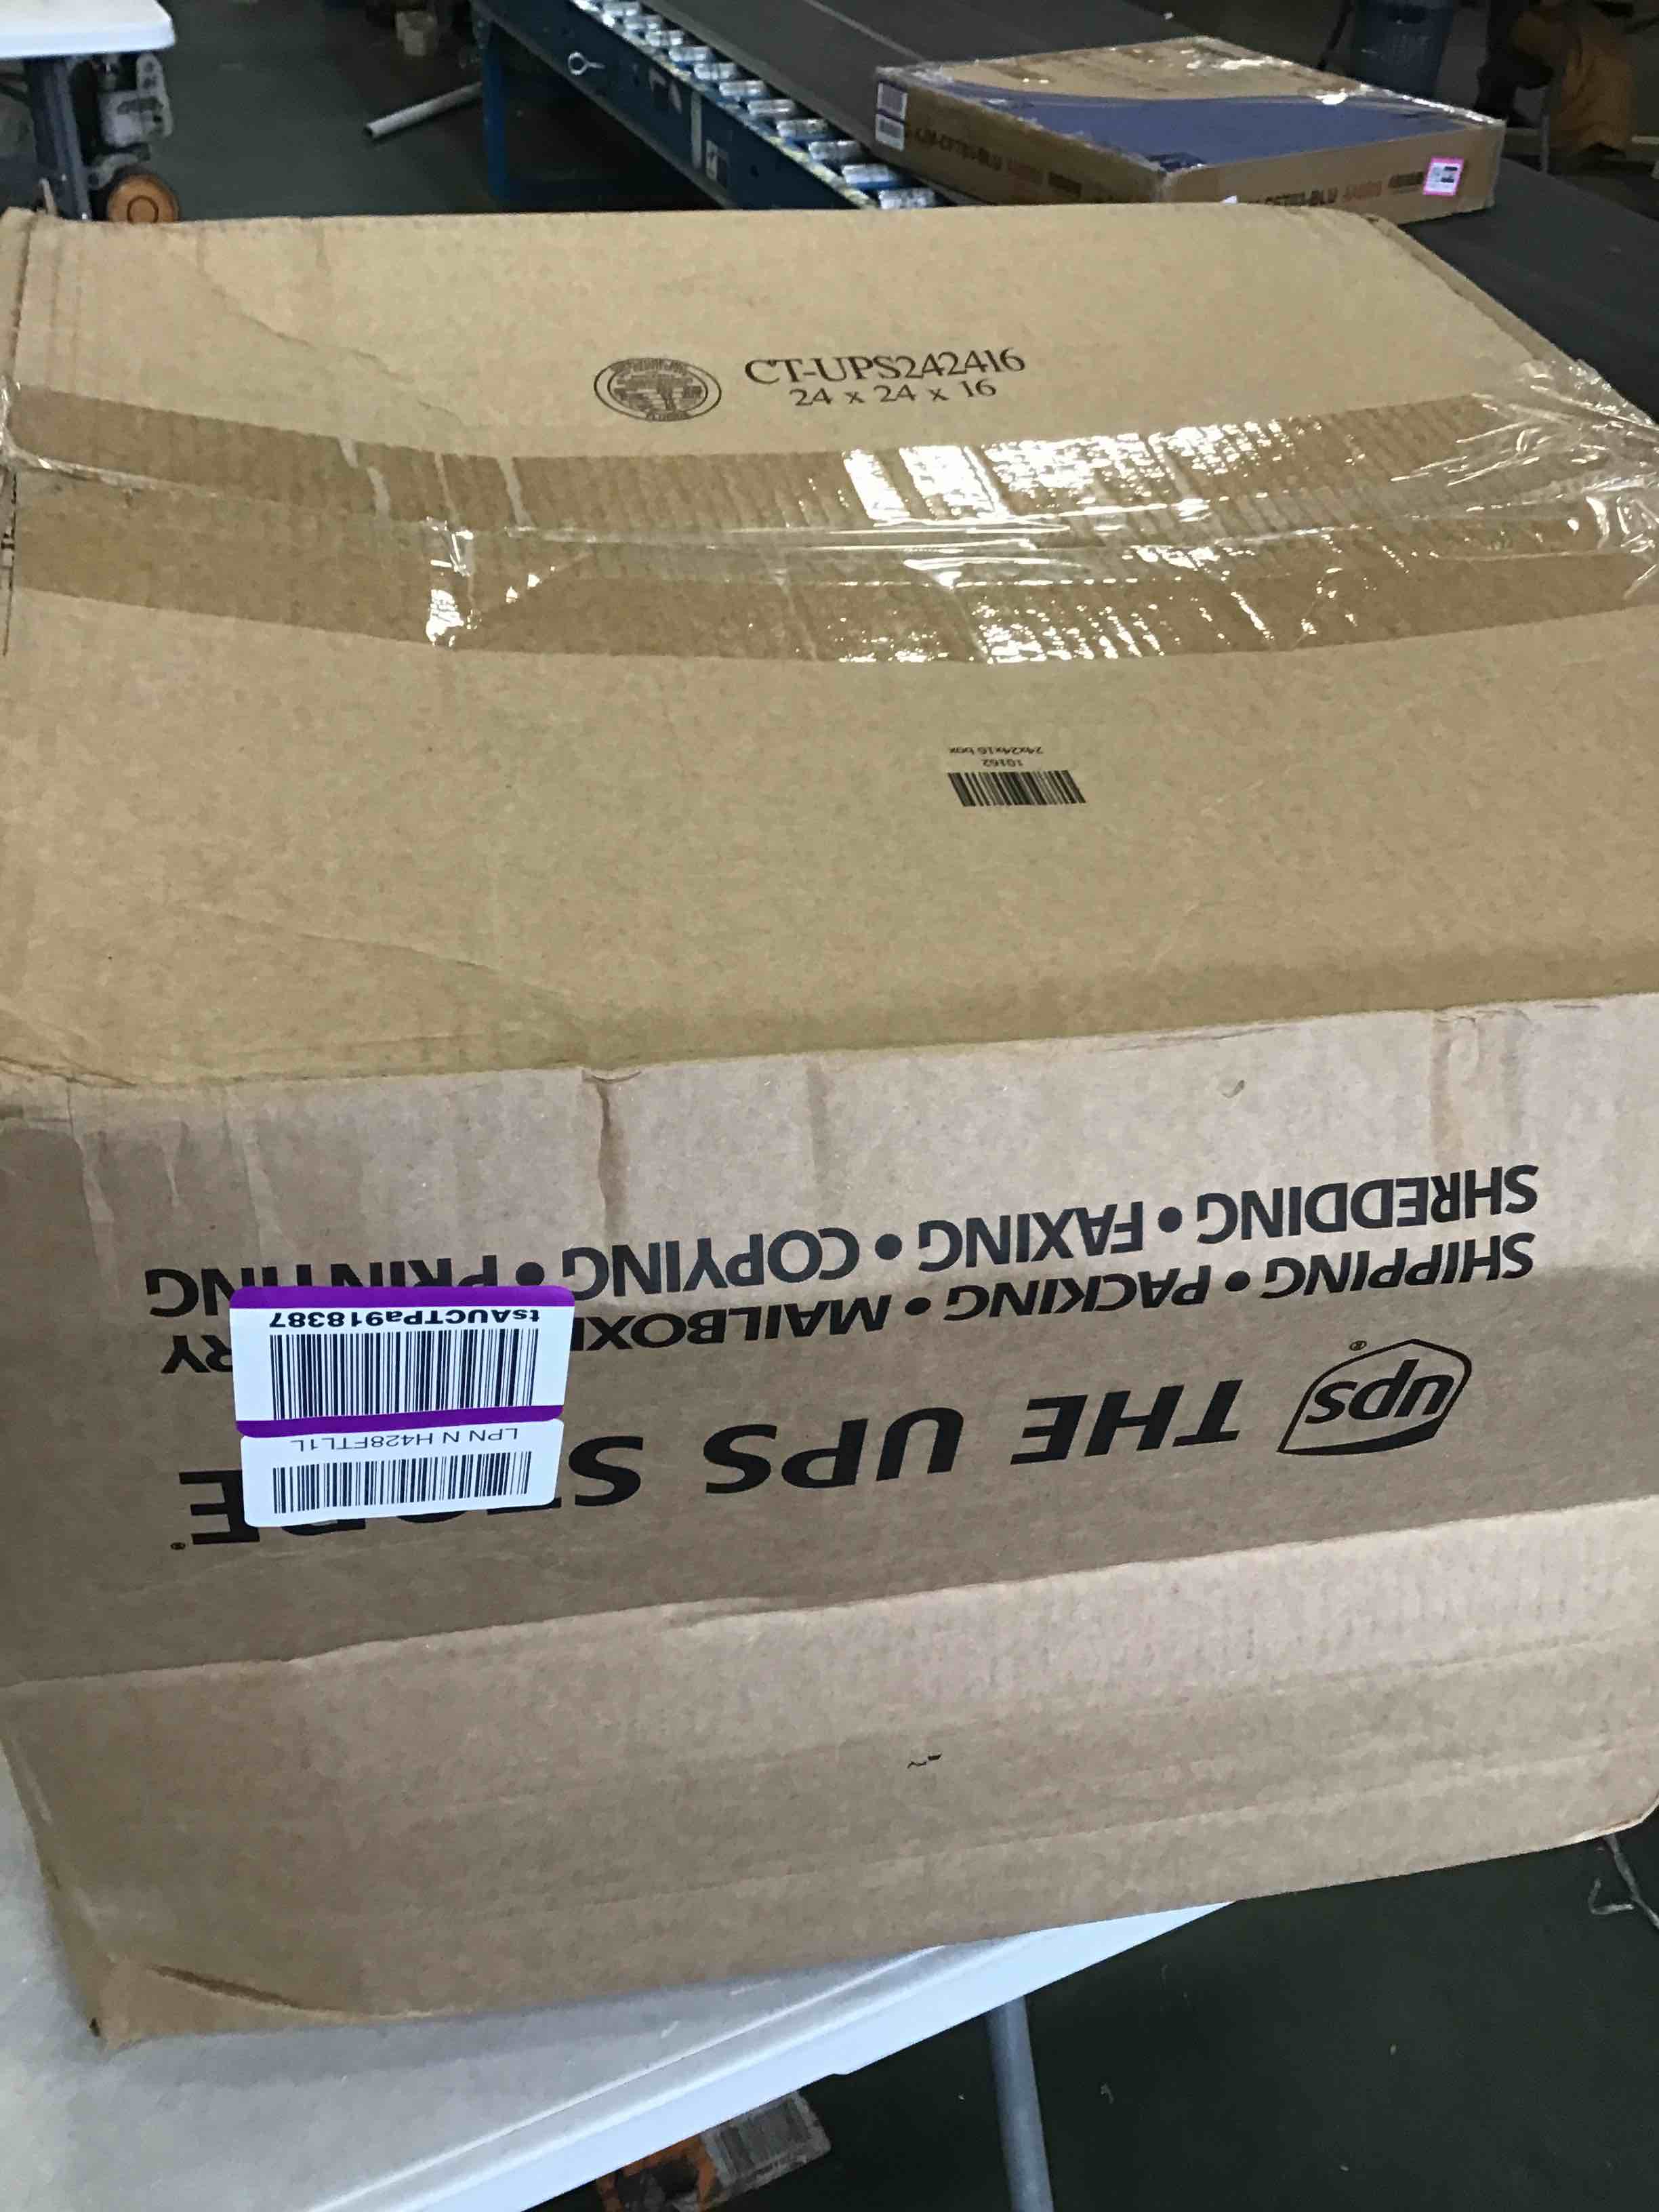 CT-UPS242416
24 x 24 x 16
24x24x16 box
10162
ups THE UPS S
SHIPPING • PACKING • MAILBOX
SHREDDING • FAXING • COPYING • PRINTING
LPN N H428FTL1L
tsAUCTPa918387